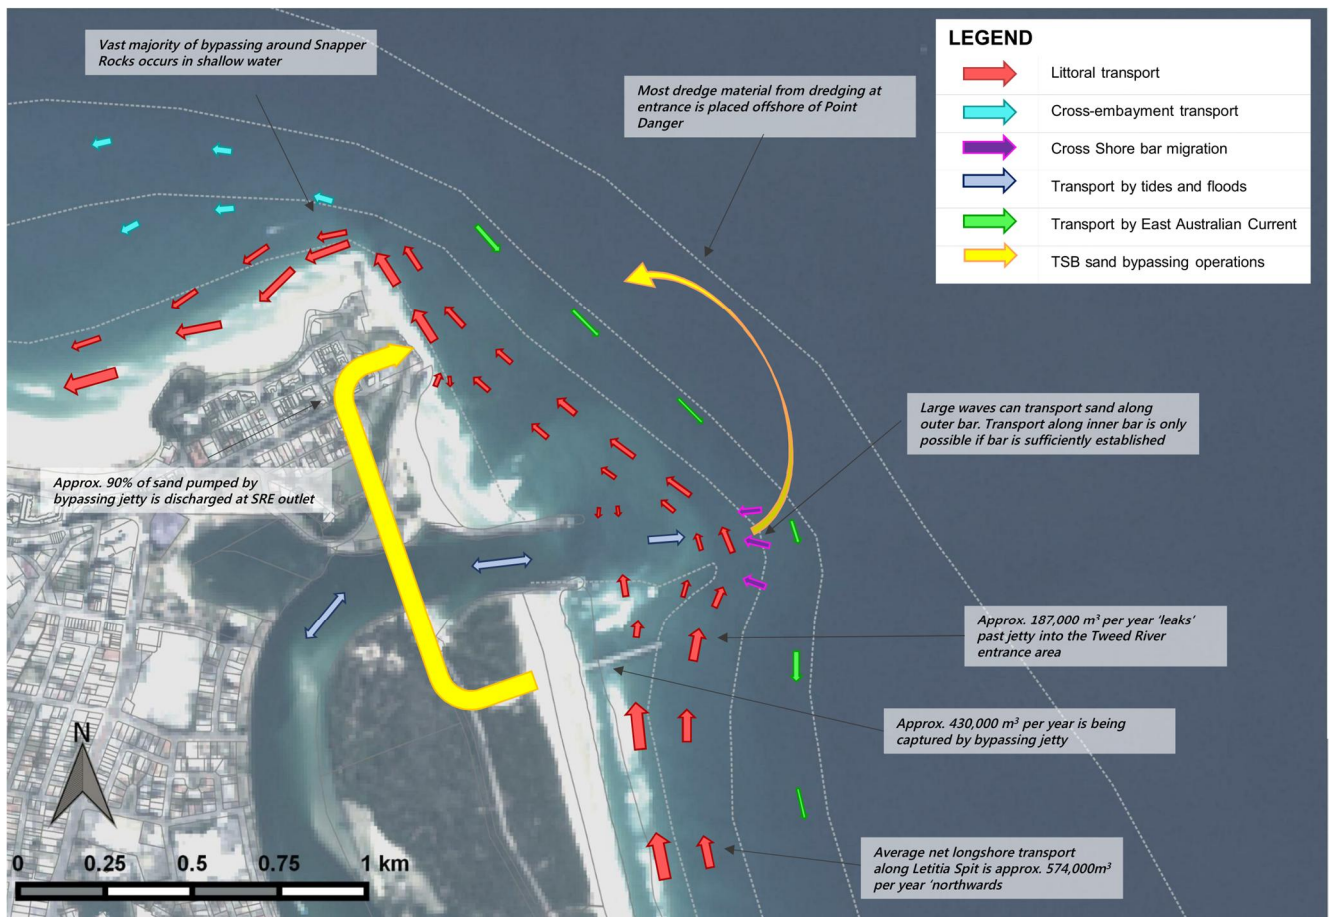 Vast majority of bypassing around Snapper
Rocks occurs in shallow water
Most dredge material from dredging at
entrance is placed offshore of Point
Danger
LEGEND
Littoral transport
Cross-embayment transport
Cross Shore bar migration
Transport by tides and floods
Transport by East Australian Current
TSB sand bypassing operations
Large waves can transport sand along
outer bar. Transport along inner bar is only
possible if bar is sufficiently established
Approx. 90% of sand pumped by
bypassing jetty is discharged at SRE outlet
Approx. 187,000 m³ per year ‘leaks’
past jetty into the Tweed River
entrance area
Approx. 430,000 m³ per year is being
captured by bypassing jetty
Average net longshore transport
along Letitia Spit is approx. 574,000m³
per year ‘northwards
N
0 0.25 0.5 0.75 1 km